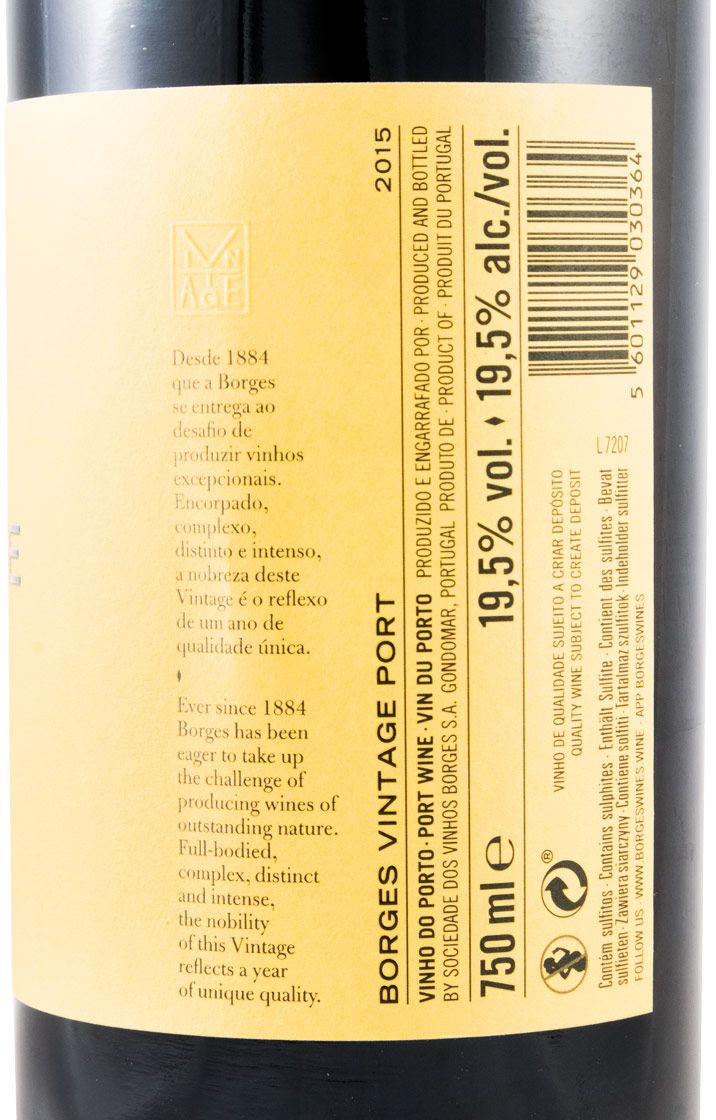 VINTAGE
Desde 1884
que a Borges
se entrega ao
desafio de
produzir vinhos
excepcionais.
Encorpado,
complexo,
distinto e intenso,
a nobreza deste
Vintage é o reflexo
de um ano de
qualidade única.
Ever since 1884
Borges has been
eager to take up
the challenge of
producing wines of
outstanding nature.
Full-bodied,
complex, distinct
and intense,
the nobility
of this Vintage
reflects a year
of unique quality.
BORGES VINTAGE PORT 2015
VINHO DO PORTO · PORT WINE · VIN DU PORTO PRODUZIDO E ENGARRAFADO POR · PRODUCED AND BOTTLED
BY SOCIEDADE DOS VINHOS BORGES S.A. GONDOMAR, PORTUGAL PRODUTO DE · PRODUCT OF · PRODUIT DU PORTUGAL
750 ml ℮ 19,5% vol. ♦ 19,5% alc./vol.
5 601129 030364
L 7207
VINHO DE QUALIDADE SUJEITO A CRIAR DEPÓSITO
QUALITY WINE SUBJECT TO CREATE DEPOSIT
®
Contém sulfitos · Contains sulphites · Enthält Sulfite · Contient des sulfites · Bevat
sulfieten · Zawiera siarczyny · Contiene solfiti · Tartalmaz szulfitok · Indeholder sulfitter
FOLLOW US · WWW BORGESWINES WINE · APP BORGESWINES